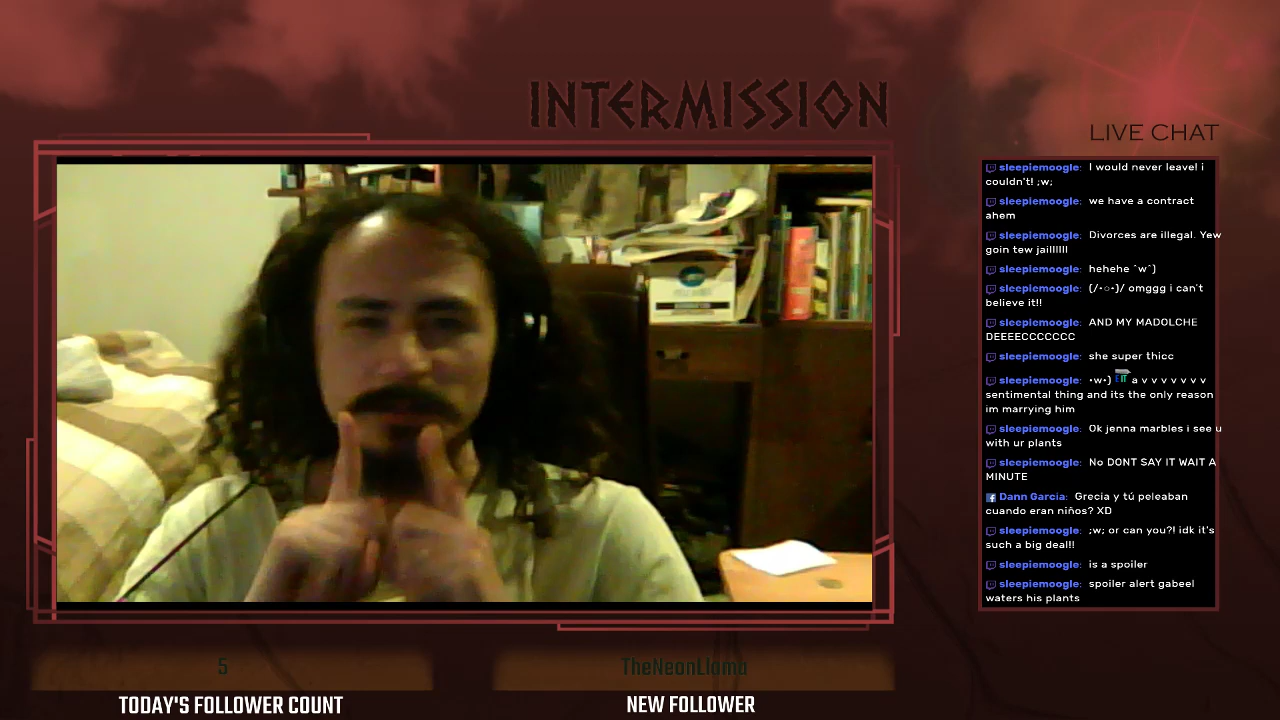 INTERMISSION
LIVE CHAT
sleepiemoogle: I would never leavel i
couldn't! ;w;
sleepiemoogle: we have a contract
ahem
sleepiemoogle: Divorces are illegal. Yew
goin tew jailllllll
sleepiemoogle: hehehe ^w^)
sleepiemoogle: (/•○•)/ omggg i can't
believe it!!
sleepiemoogle: AND MY MADOLCHE
DEEEECCCCCCC
sleepiemoogle: she super thicc
sleepiemoogle: •w•) a v v v v v v v
sentimental thing and its the only reason
im marrying him
sleepiemoogle: Ok jenna marbles i see u
with ur plants
sleepiemoogle: No DONT SAY IT WAIT A
MINUTE
Dann Garcia: Grecia y tú peleaban
cuando eran niños? XD
sleepiemoogle: ;w; or can you?! idk it's
such a big deal!!
sleepiemoogle: is a spoiler
sleepiemoogle: spoiler alert gabeel
waters his plants
5
TheNeonLlama
TODAY'S FOLLOWER COUNT
NEW FOLLOWER